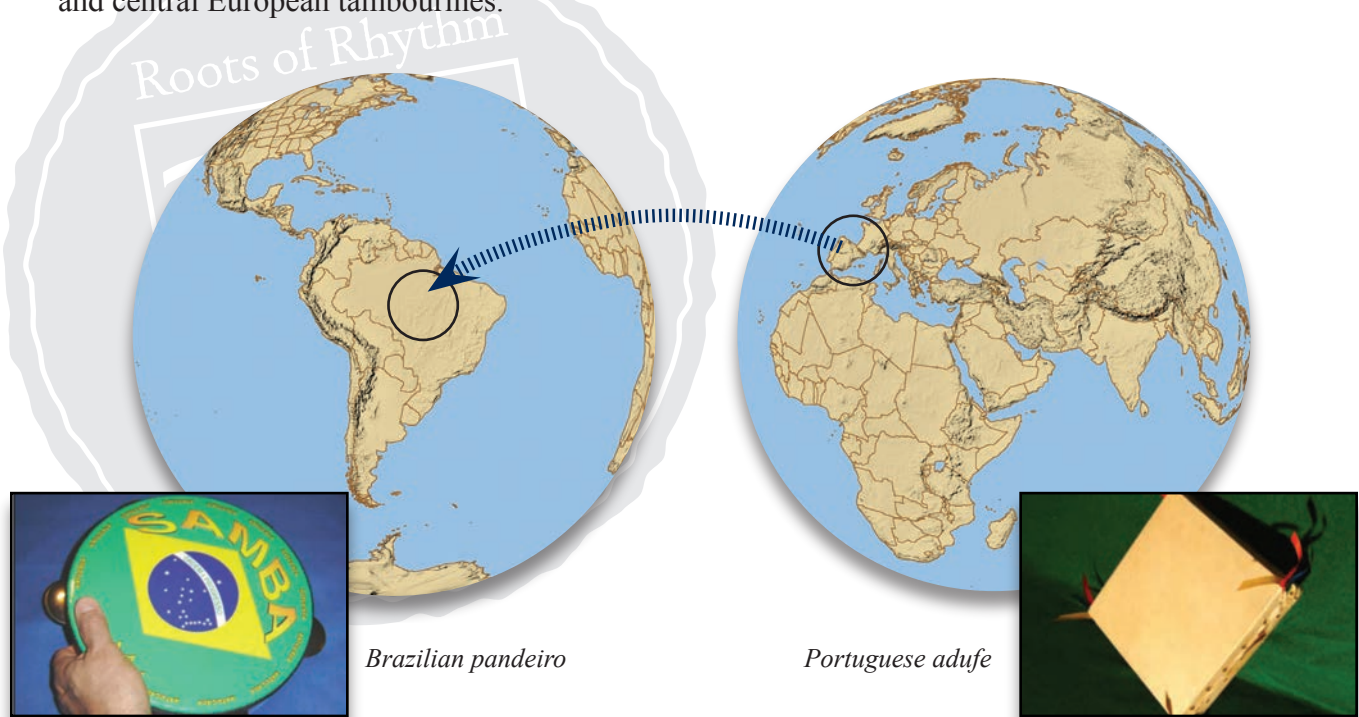 and central European tambourines.
Roots of Rhythm
SAMBA
Brazilian pandeiro
Portuguese adufe